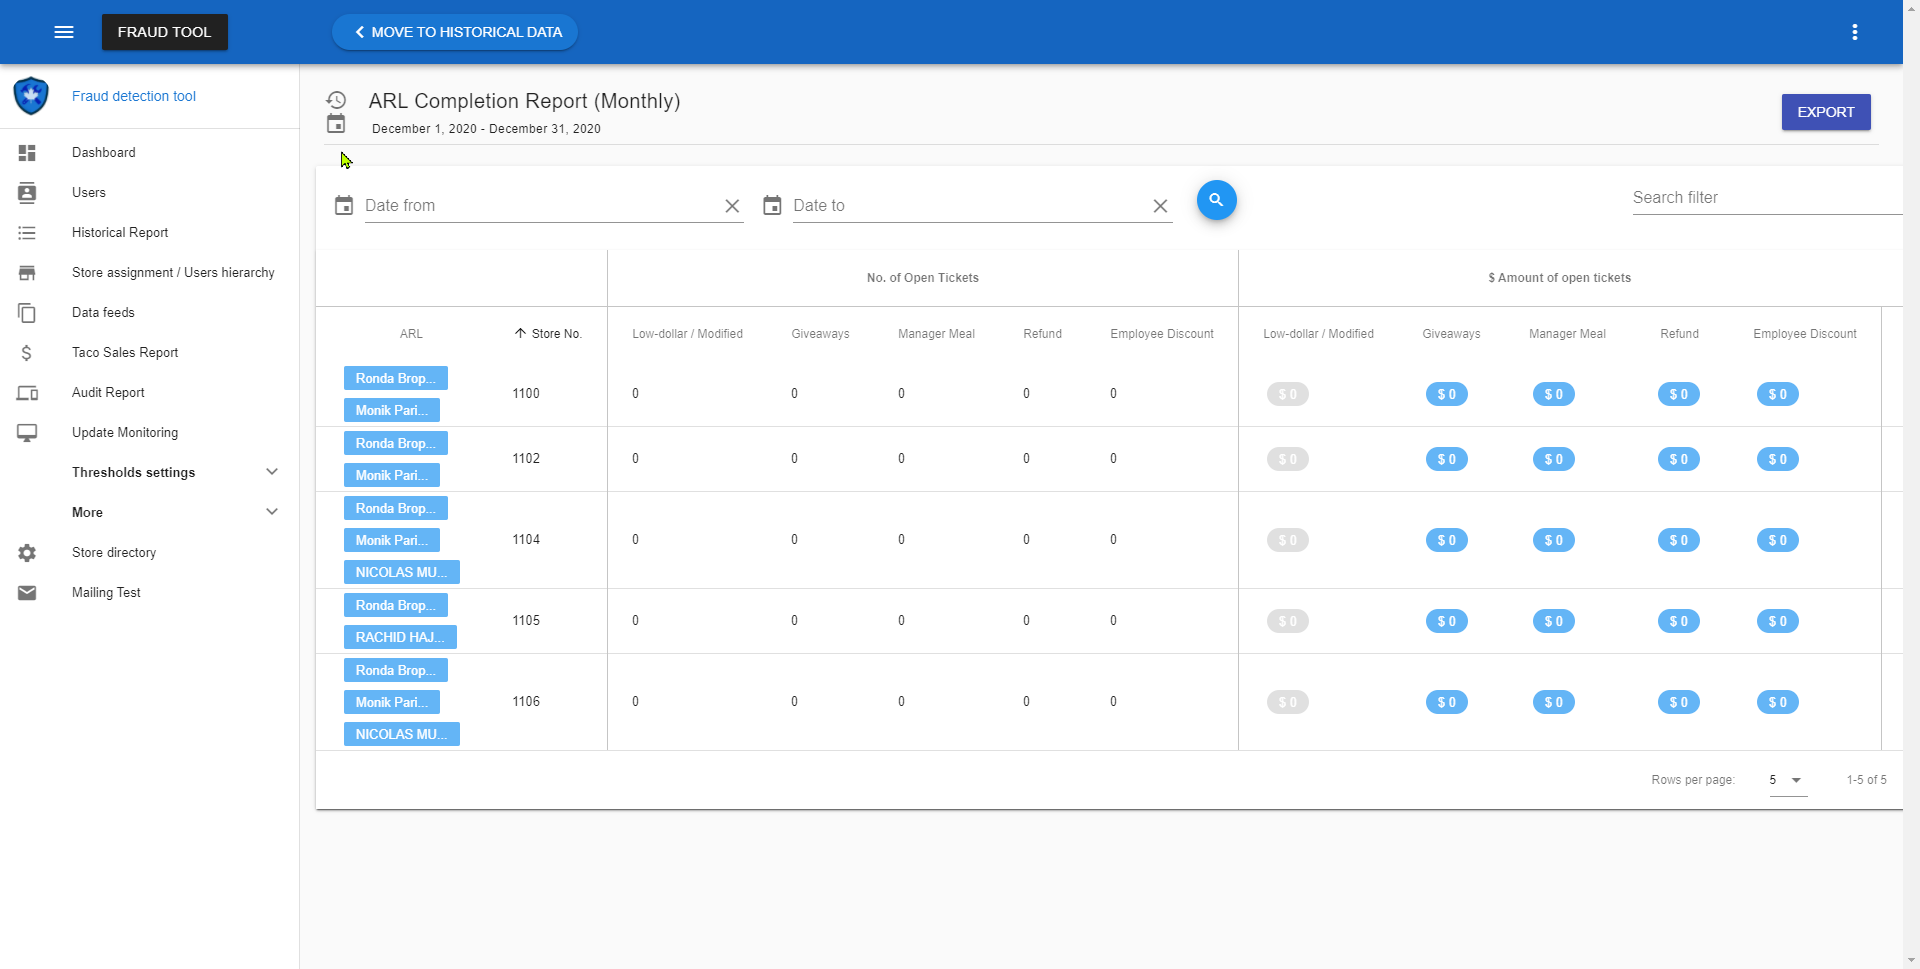 FRAUD TOOL
MOVE TO HISTORICAL DATA
Fraud detection tool
Dashboard
Users
Historical Report
Store assignment / Users hierarchy
Data feeds
Taco Sales Report
Audit Report
Update Monitoring
Thresholds settings
More
Store directory
Mailing Test
ARL Completion Report (Monthly)
December 1, 2020 - December 31, 2020
EXPORT
Date from
Date to
Search filter
No. of Open Tickets
$ Amount of open tickets
ARL Store No. Low-dollar / Modified Giveaways Manager Meal Refund Employee Discount Low-dollar / Modified Giveaways Manager Meal Refund Employee Discount
Ronda Brop...
Monik Pari...
1100 0 0 0 0 0 $ 0 $ 0 $ 0 $ 0 $ 0
Ronda Brop...
Monik Pari...
1102 0 0 0 0 0 $ 0 $ 0 $ 0 $ 0 $ 0
Ronda Brop...
Monik Pari...
NICOLAS MU...
1104 0 0 0 0 0 $ 0 $ 0 $ 0 $ 0 $ 0
Ronda Brop...
RACHID HAJ...
1105 0 0 0 0 0 $ 0 $ 0 $ 0 $ 0 $ 0
Ronda Brop...
Monik Pari...
NICOLAS MU...
1106 0 0 0 0 0 $ 0 $ 0 $ 0 $ 0 $ 0
Rows per page: 5 1-5 of 5